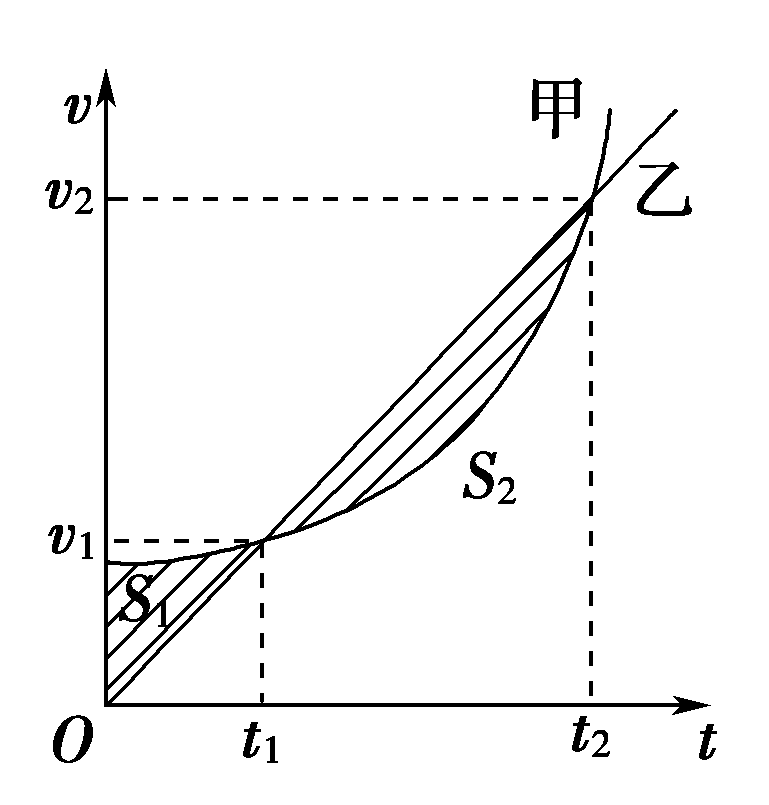 v
甲
v₂
乙
S₂
v₁
S₁
O
t₁
t₂
t